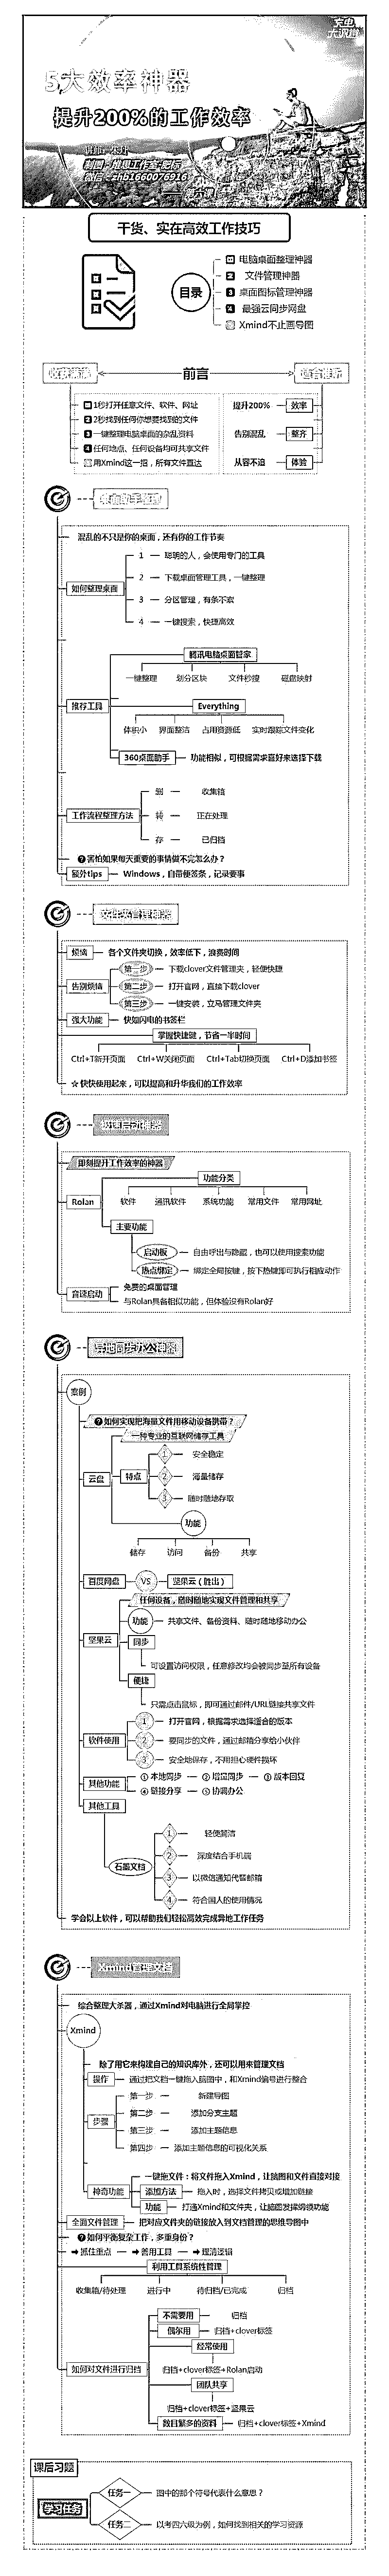 5大效率神器
提升200%的工作效率
干货、实在高效工作技巧
目录
1 电脑桌面整理神器
2 文件管理神器
3 桌面图标管理神器
4 最强云同步网盘
Xmind不止画导图
前言
1秒打开任意文件、软件、网址
2秒找到任何你想要找到的文件
3 一键整理电脑桌面的杂乱资料
4 任何地点、任何设备均可共享文件
用Xmind这一招，所有文件直达
提升200% 效率
告别混乱 整齐
从容不迫 体验
混乱的不只是你的桌面，还有你的工作节奏
如何整理桌面
1 聪明的人，会使用专门的工具
2 下载桌面管理工具，一键整理
3 分区管理，有条不紊
4 一键搜索，快捷高效
推荐工具
腾讯电脑桌面管家
一键整理 划分区块 文件秒搜 磁盘映射
Everything
体积小 界面整洁 占用资源低 实时跟踪文件变化
360桌面助手 功能相似，可根据需求喜好来选择下载
工作流程整理方法
收集箱
转 正在处理
存 已归档
?害怕如果每天重要的事情做不完怎么办？
额外tips Windows，自带便签条，记录要事
文件夹管理神器
烦恼 各个文件夹切换，效率低下，浪费时间
告别烦恼
第一步 下载clover文件管理夹，轻便快捷
第二步 打开官网，直接下载clover
第三步 一键安装，立马管理文件夹
强大功能 快如闪电的书签栏
掌握快捷键，节省一半时间
Ctrl+T新开页面 Ctrl+W关闭页面 Ctrl+Tab切换页面 Ctrl+D添加书签
☆快快使用起来，可以提高和升华我们的工作效率
即刻提升工作效率的神器
Rolan
功能分类
软件 通讯软件 系统功能 常用文件 常用网址
主要功能
启动板 自由呼出与隐藏，也可以使用搜索功能
热点绑定 绑定全局按键，按下热键即可执行相应动作
音速启动
免费的桌面管理
与Rolan具备相似功能，但体验没有Rolan好
异地同步办公神器
案例
?如何实现把海量文件用移动设备携带？
一种专业的互联网储存工具
云盘
特点
1 安全稳定
2 海量储存
3 随时随地存取
功能
储存 访问 备份 共享
百度网盘 VS 坚果云（胜出）
任何设备，随时随地实现文件管理和共享
坚果云
功能 共享文件、备份资料、随时随地移动办公
同步
可设置访问权限，任意修改均会被同步至所有设备
便捷
只需点击鼠标，即可通过邮件/URL链接共享文件
软件使用
1 打开官网，根据需求选择适合的版本
2 要同步的文件，通过邮箱分享给小伙伴
3 安全地保存，不用担心硬件损坏
其他功能
①本地同步 ②增量同步 ③版本回复
④链接分享 ⑤协调办公
其他工具
石墨文档
1 轻便简洁
2 深度结合手机端
3 以微信通知代替邮箱
4 符合国人的使用情况
学会以上软件，可以帮助我们轻松高效完成异地工作任务
Xmind管理文档
综合整理大杀器，通过Xmind对电脑进行全局掌控
Xmind
除了用它来构建自己的知识库外，还可以用来管理文档
操作 通过把文档一键拖入脑图中，和Xmind编号进行整合
步骤
第一步 新建导图
第二步 添加分支主题
第三步 添加主题信息
第四步 添加主题信息的可视化关系
神奇功能
一键拖文件：将文件拖入Xmind，让脑图和文件直接对接
添加方法 拖入时，选择文件拷贝或增加链接
功能 打通Xmind和文件夹，让脑图发挥纲领功能
全面文件管理 把对应文件夹的链接放入到文档管理的思维导图中
?如何平衡复杂工作，多重身份？
➡抓住重点 ➡善用工具 ➡理清逻辑
利用工具系统性管理
收集箱/待处理 进行中 待归档/已完成 归档
如何对文件进行归档
不需要用 归档
偶尔用 归挡+clover标签
经常使用
归挡+clover标签+Rolan启动
团队共享
归挡+clover标签+坚果云
数目繁多的资料 归档+clover标签+Xmind
课后习题
学习任务
任务一 图中的那个符号代表什么意思？
任务二 以考四六级为例，如何找到相关的学习资源